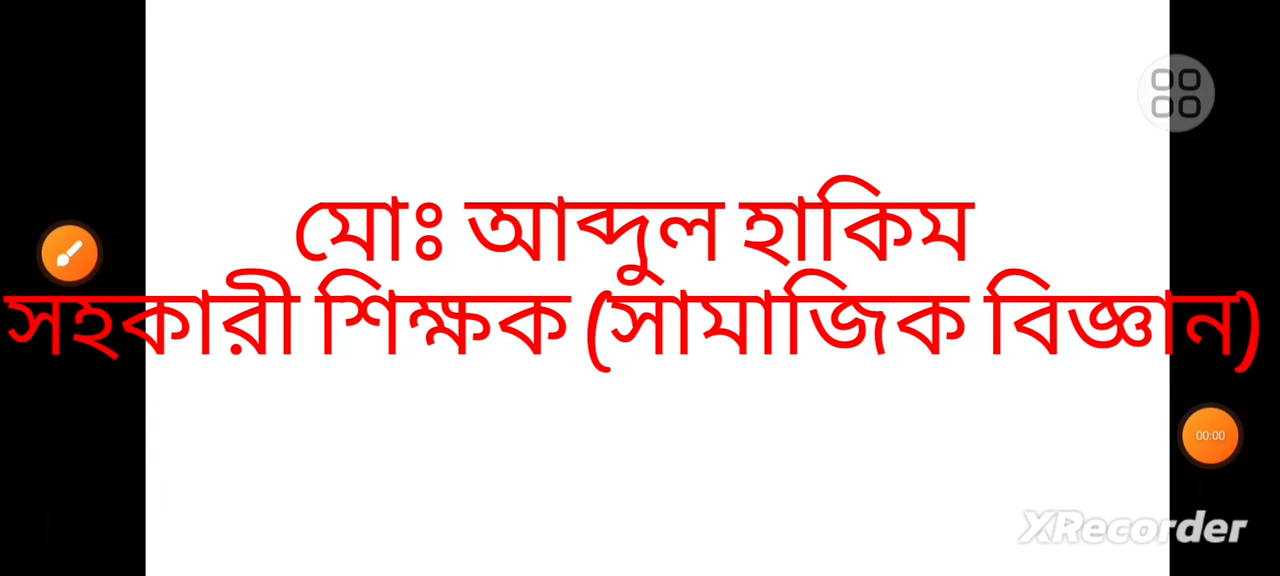 মোঃ আব্দুল হাকিম
সহকারী শিক্ষক (সামাজিক বিজ্ঞান)
00:00
XRecorder